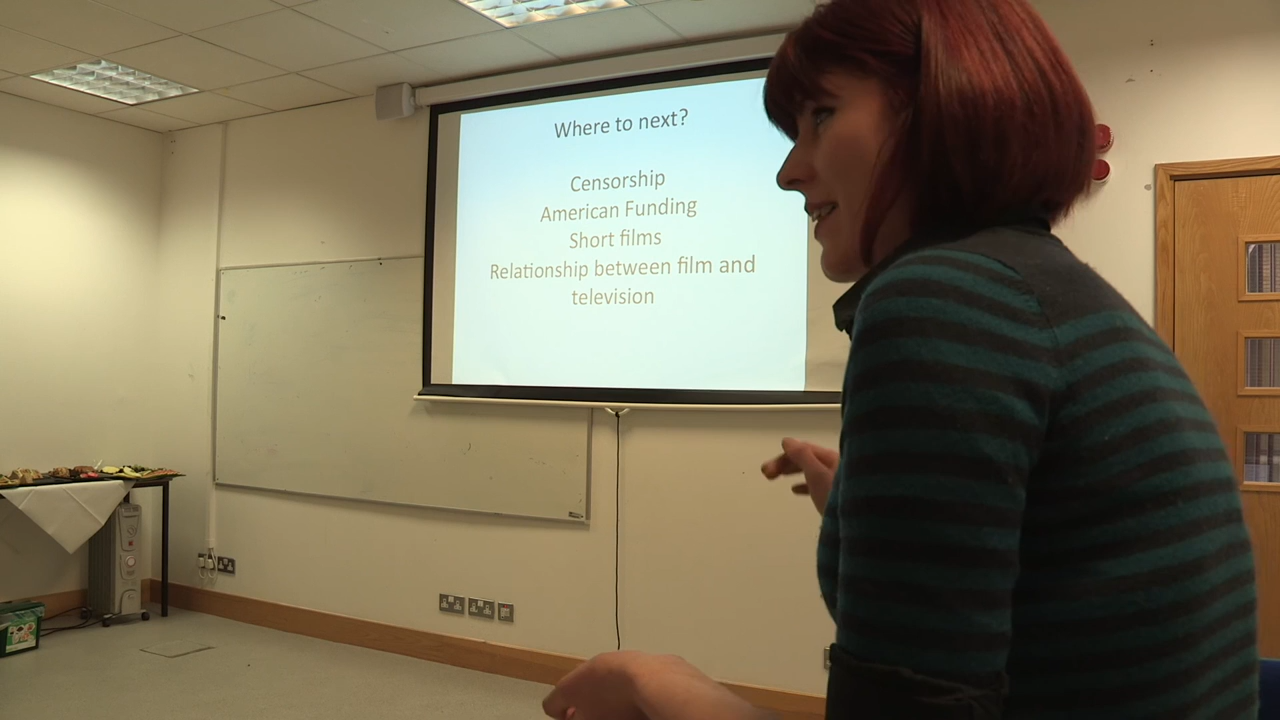 Where to next?
Censorship
American Funding
Short films
Relationship between film and
television